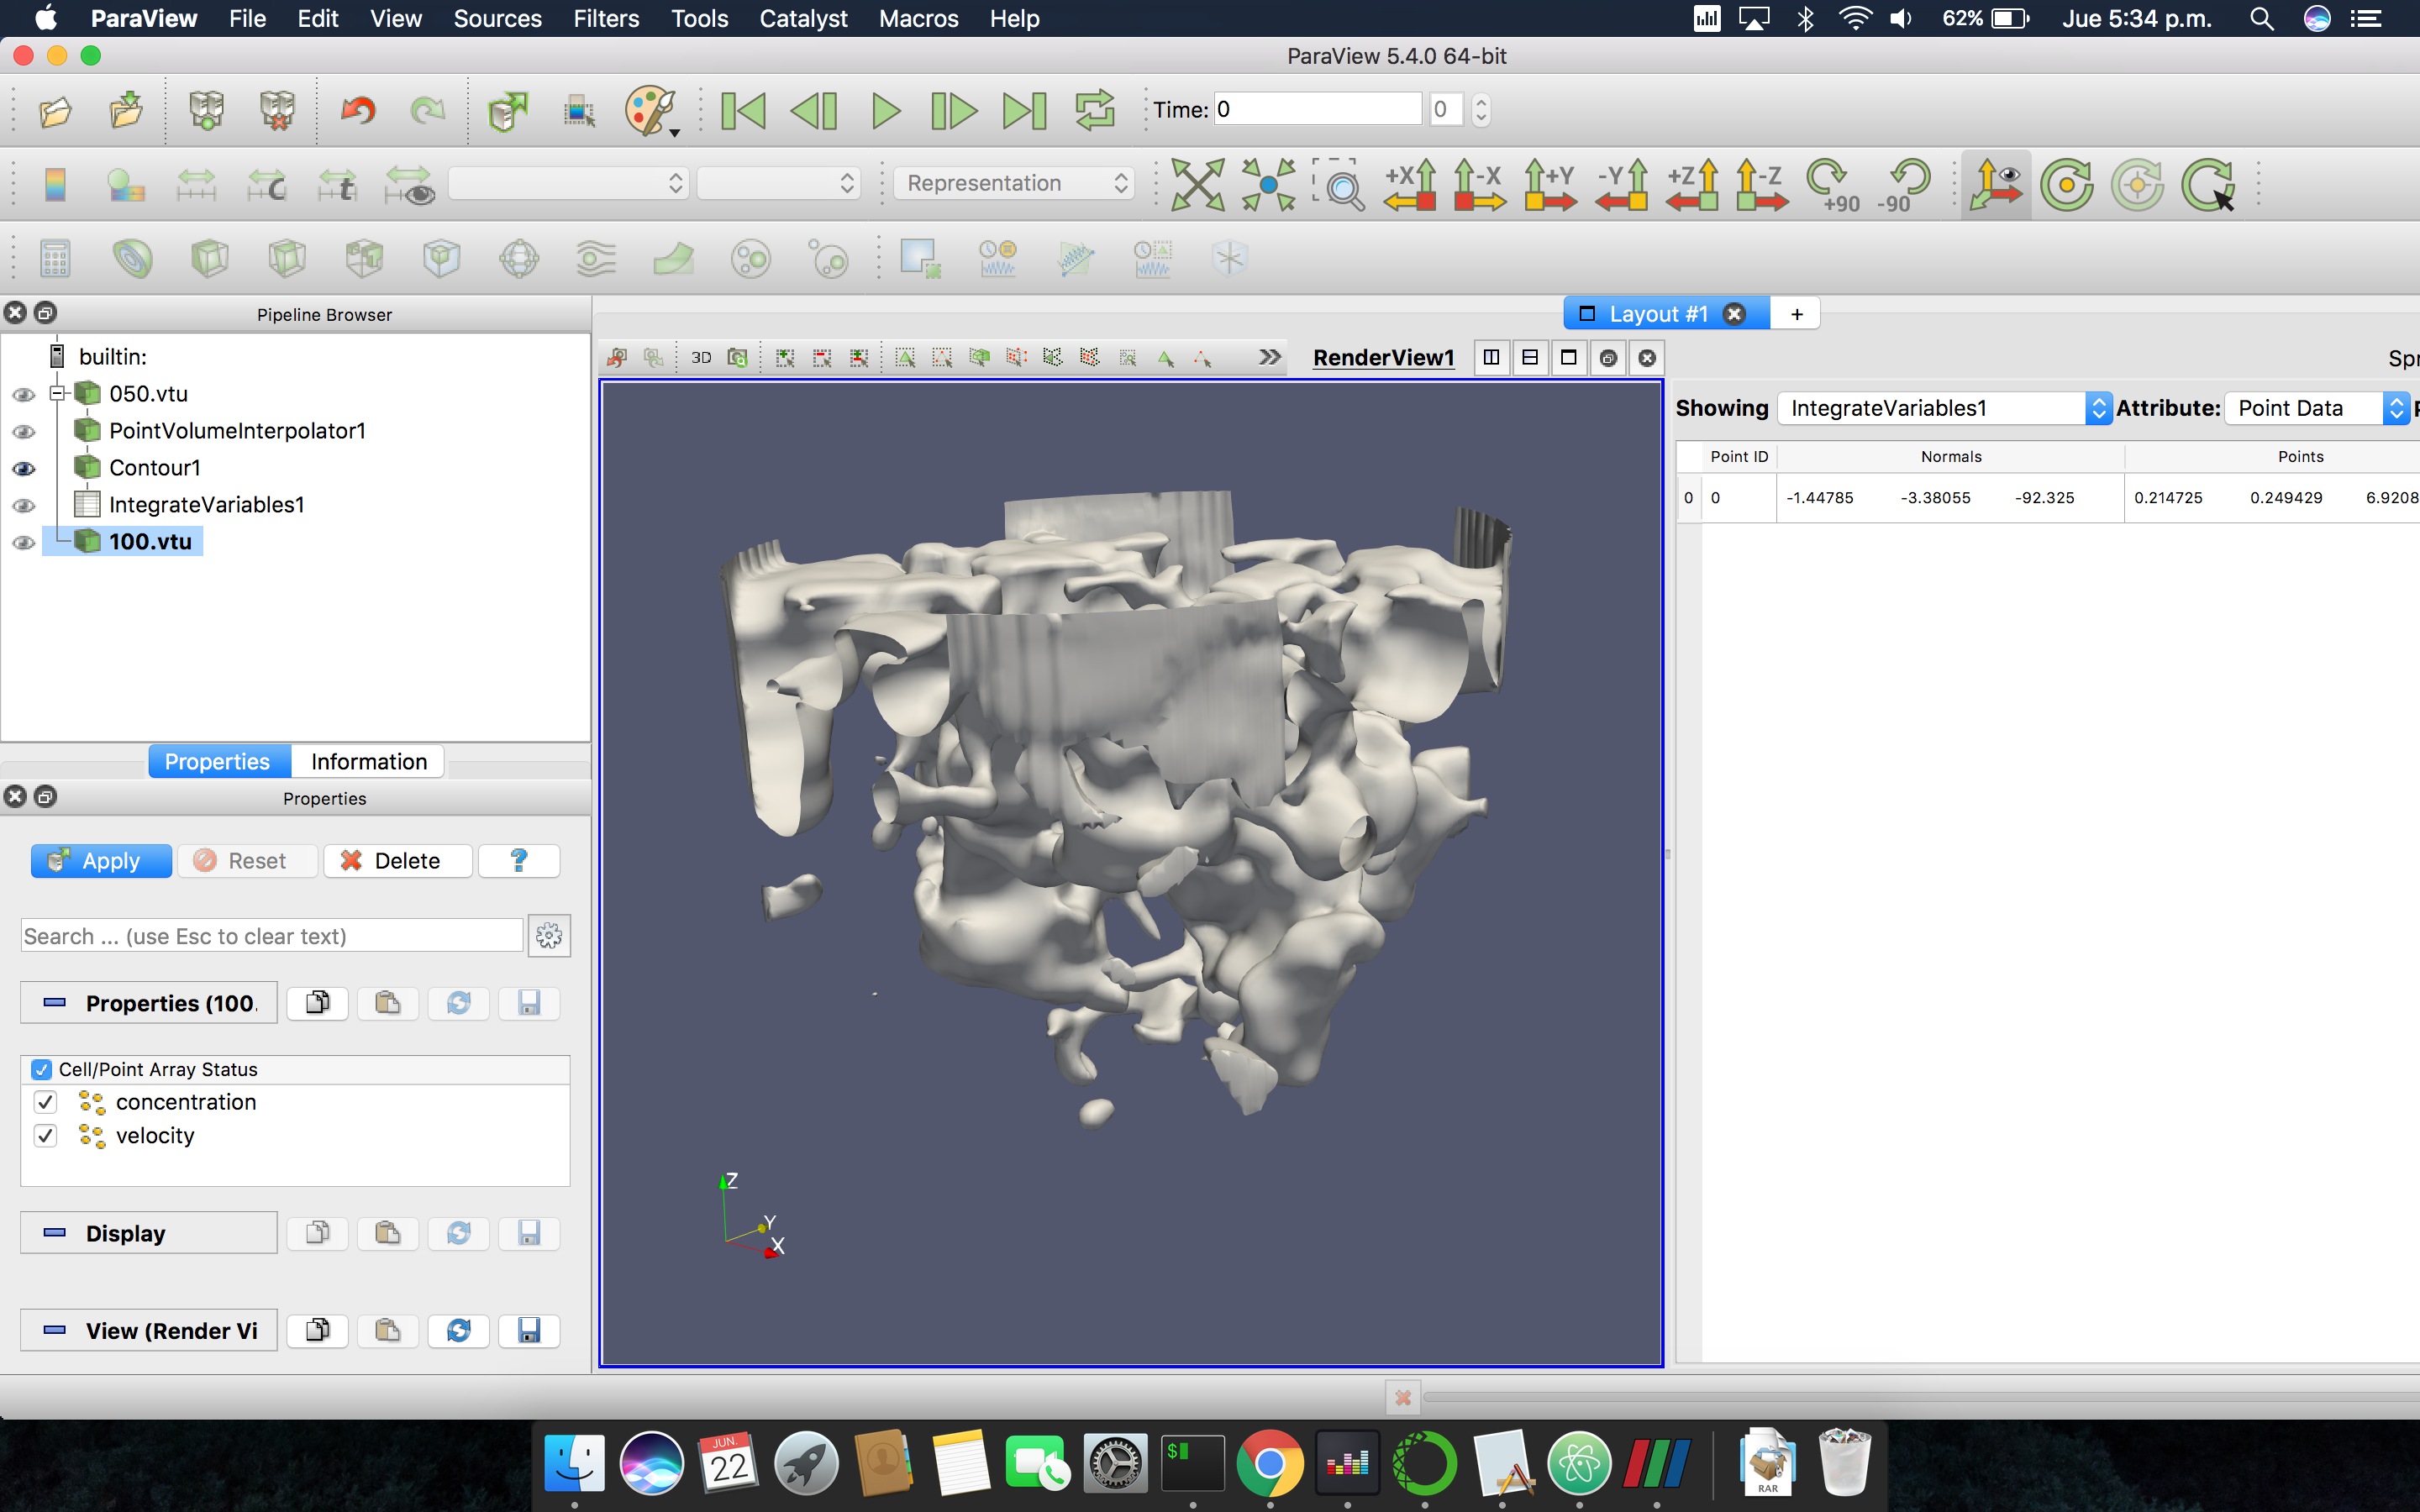 ParaView File Edit View Sources Filters Tools Catalyst Macros Help 62% Jue 5:34 p.m.
ParaView 5.4.0 64-bit
Time: 0 0
C t Representation +X -X +Y -Y +Z -Z +90 -90
Pipeline Browser
Layout #1 +
builtin:
050.vtu
PointVolumeInterpolator1
Contour1
IntegrateVariables1
100.vtu
3D RenderView1
Showing IntegrateVariables1 Attribute: Point Data
Point ID Normals Points
0 0 -1.44785 -3.38055 -92.325 0.214725 0.249429 6.9208
Properties Information
Properties
Apply Reset Delete ?
Search ... (use Esc to clear text)
Properties (100.
Cell/Point Array Status
concentration
velocity
Display
View (Render Vi
Z
Y
X
JUN.
22
$
RAR